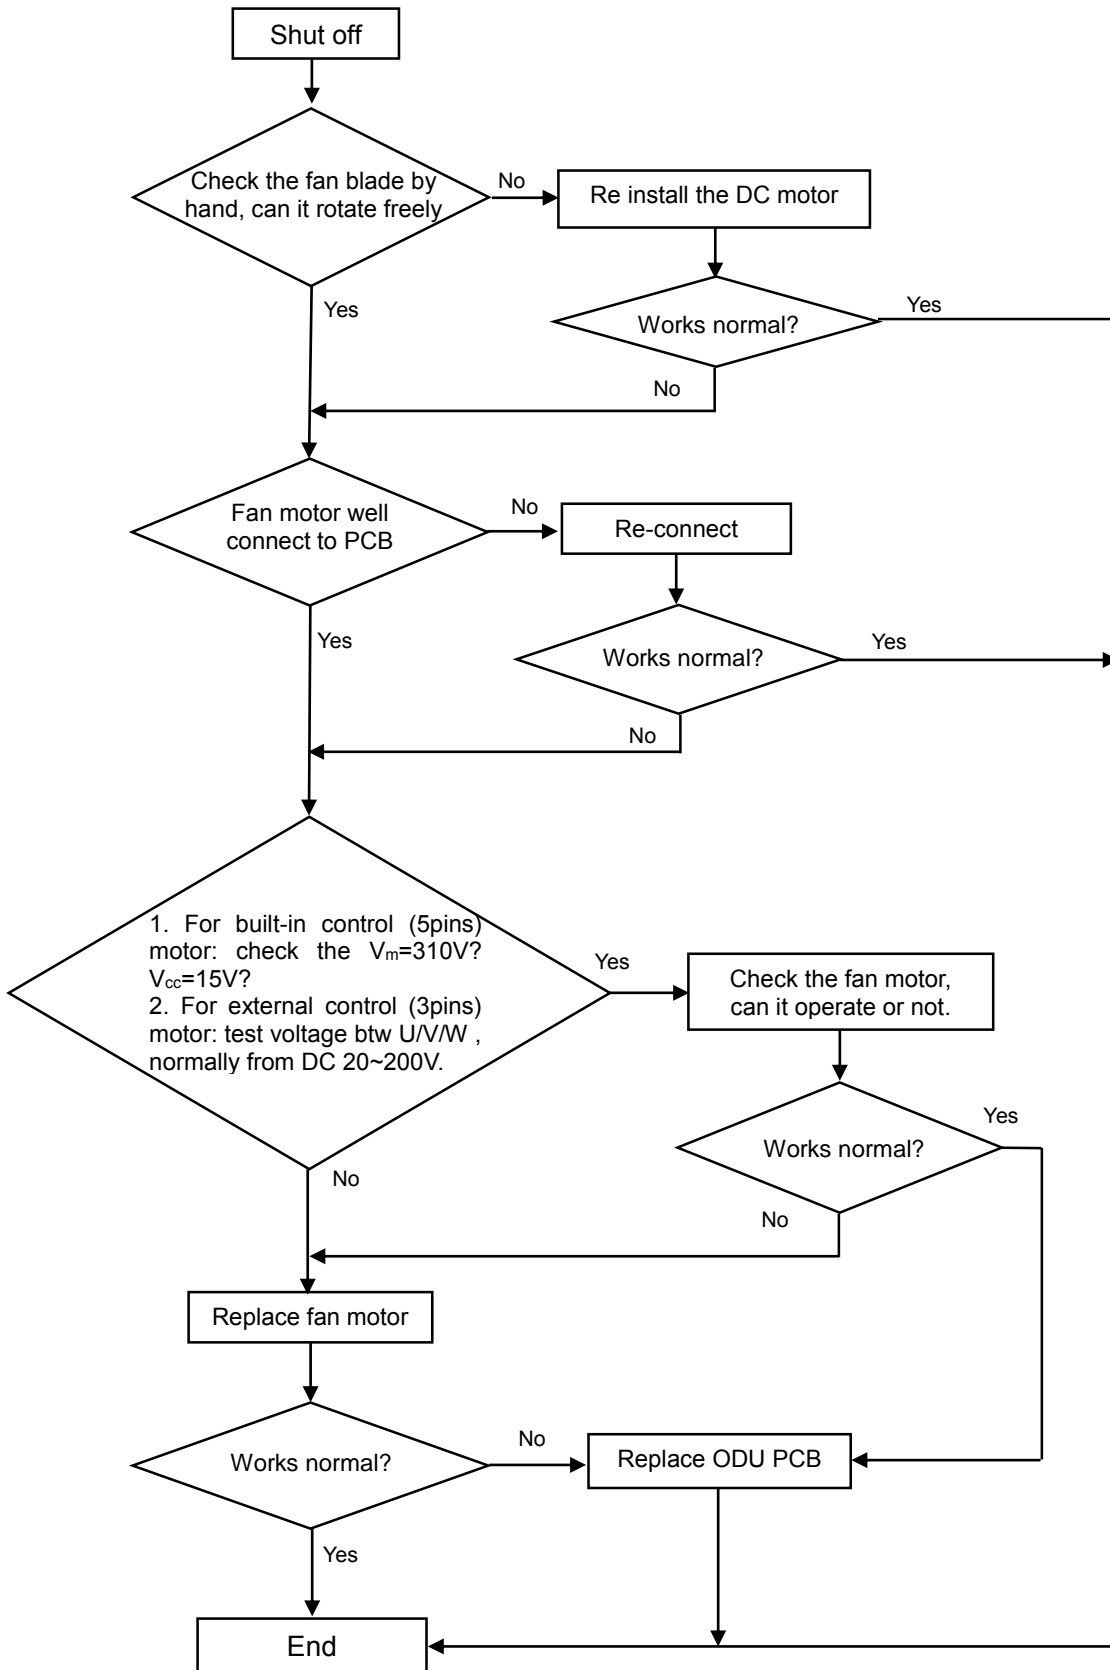 Shut off
Check the fan blade by
hand, can it rotate freely
No
Re install the DC motor
Yes
Works normal?
Yes
No
Fan motor well
connect to PCB
No
Re-connect
Yes
Works normal?
Yes
No
1. For built-in control (5pins)
motor: check the Vm=310V?
Vcc=15V?
2. For external control (3pins)
motor: test voltage btw U/V/W ,
normally from DC 20~200V.
Yes
Check the fan motor,
can it operate or not.
Works normal?
Yes
No
No
Replace fan motor
Works normal?
No
Replace ODU PCB
Yes
End